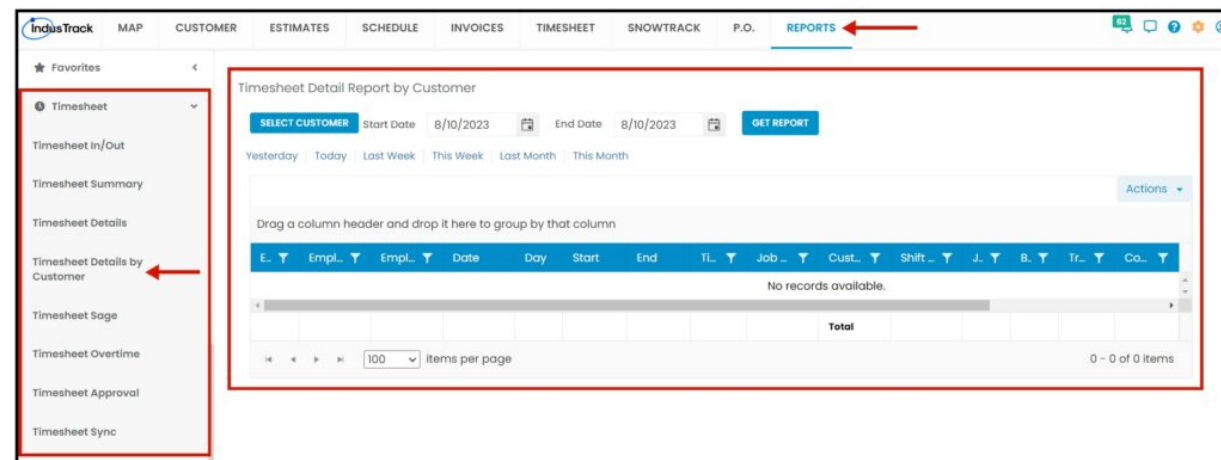 indusTrack MAP CUSTOMER ESTIMATES SCHEDULE INVOICES TIMESHEET SNOWTRACK P.O. REPORTS 62
Favorites
Timesheet
Timesheet In/Out
Timesheet Summary
Timesheet Details
Timesheet Details by
Customer
Timesheet Sage
Timesheet Overtime
Timesheet Approval
Timesheet Sync
Timesheet Detail Report by Customer
SELECT CUSTOMER Start Date 8/10/2023 End Date 8/10/2023 GET REPORT
Yesterday Today Last Week This Week Last Month This Month
Actions
Drag a column header and drop it here to group by that column
E... Empl... Empl... Date Day Start End Ti... Job ... Cust... Shift ... J... B... Tr... Co...
No records available.
Total
100 items per page 0 - 0 of 0 items